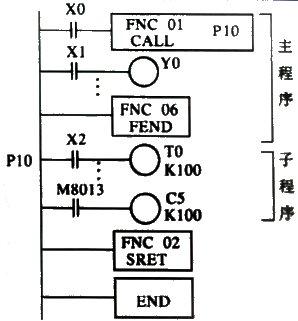 X0
FNC 01
CALL P10
X1
Y0
FNC 06
FEND
主程序
P10
X2
T0
K100
M8013
C5
K100
子程序
FNC 02
SRET
END